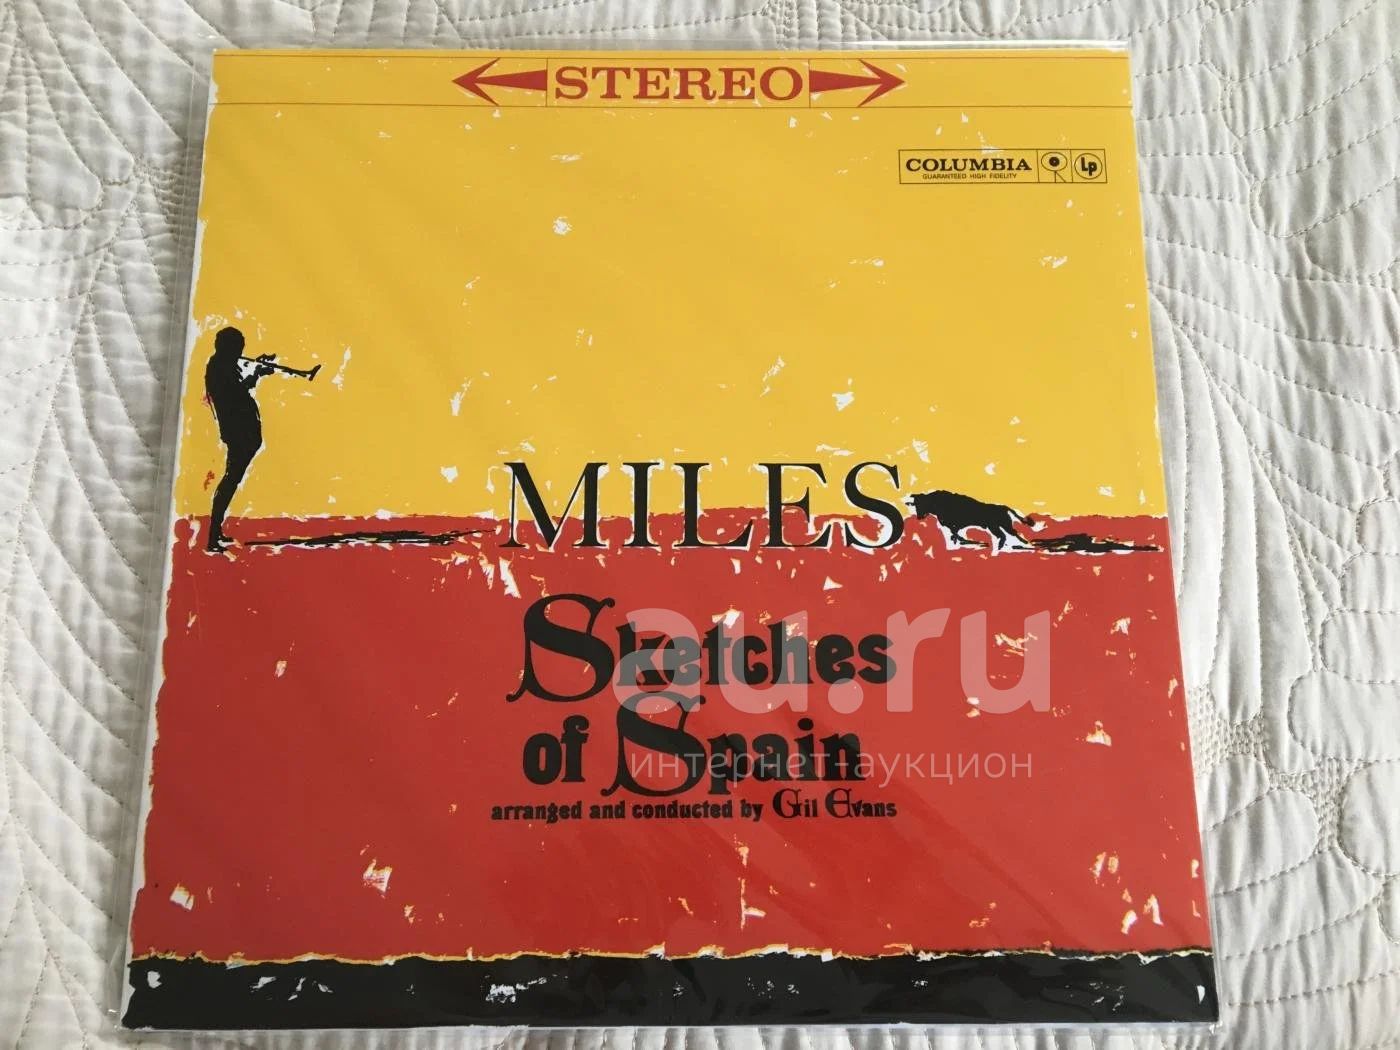 STEREO
COLUMBIA
GUARANTEED HIGH FIDELITY
Lp
MILES
Sketches
of Spain
arranged and conducted by Gil Evans
au.ru
интернет-аукцион